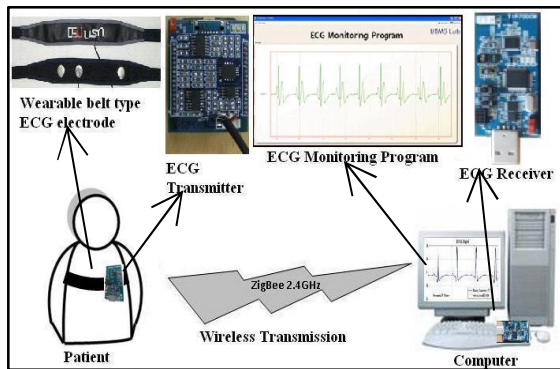 ECG Monitoring Program
Wearable belt type
ECG electrode
ECG
Transmitter
ECG Monitoring Program
ECG Receiver
ZigBee 2.4GHz
Wireless Transmission
Patient
Computer